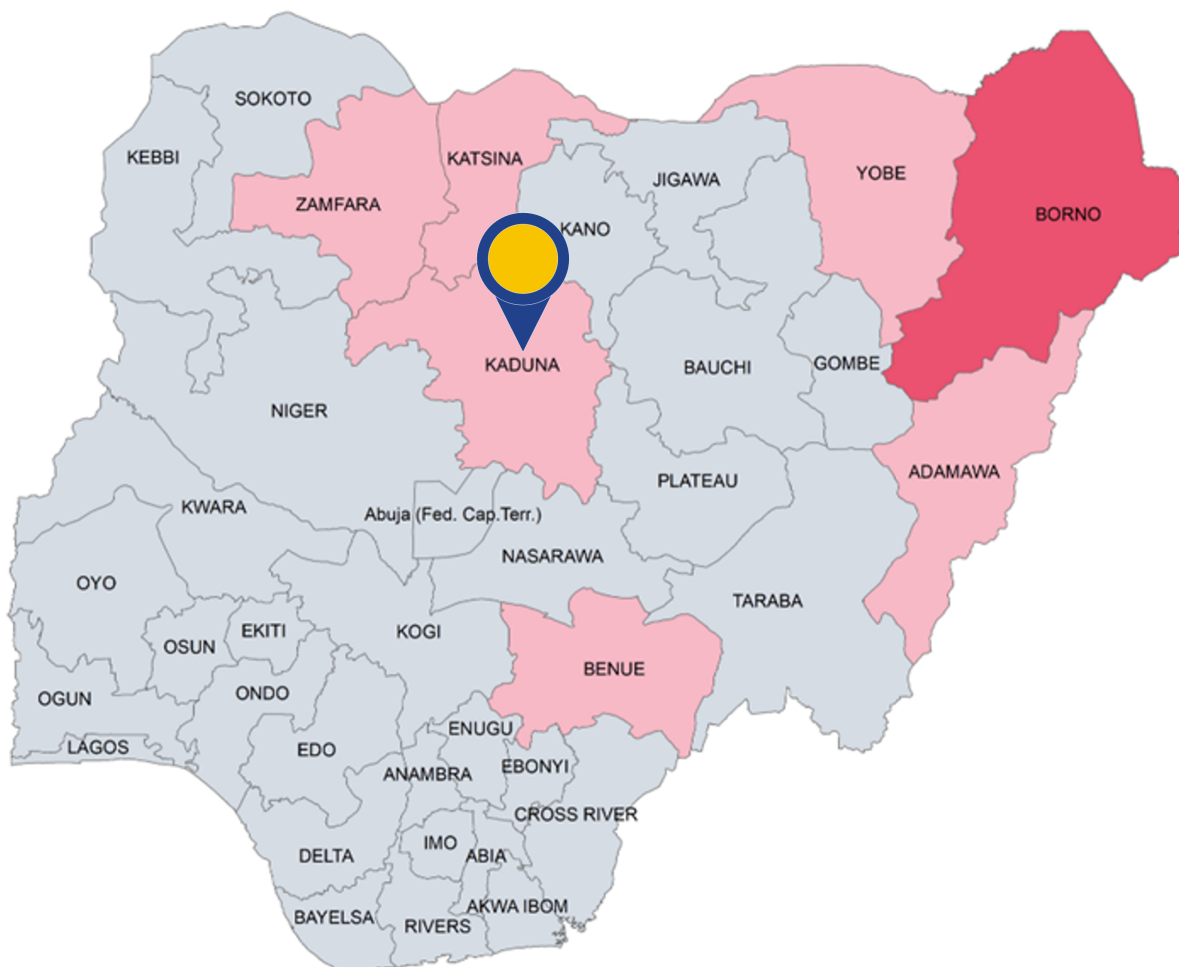 SOKOTO
KEBBI
KATSINA
ZAMFARA
JIGAWA
YOBE
BORNO
KANO
KADUNA
BAUCHI
GOMBE
NIGER
ADAMAWA
PLATEAU
KWARA
Abuja (Fed. Cap.Terr.)
NASARAWA
OYO
TARABA
EKITI
OSUN
KOGI
BENUE
OGUN
ONDO
ENUGU
LAGOS
EDO
ANAMBRA
EBONYI
CROSS RIVER
IMO
DELTA
ABIA
BAYELSA
RIVERS
AKWA IBOM